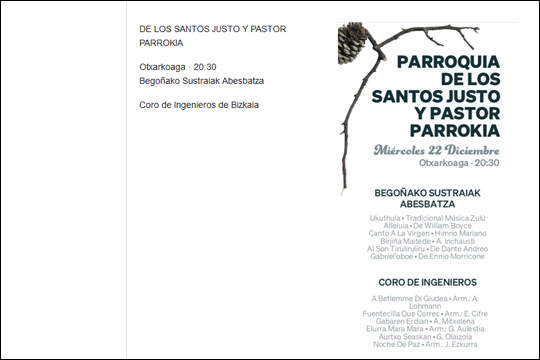 DE LOS SANTOS JUSTO Y PASTOR
PARROKIA
Otxarkoaga · 20:30
Begoñako Sustraiak Abesbatza
Coro de Ingenieros de Bizkaia
PARROQUIA
DE LOS
SANTOS JUSTO
Y PASTOR
PARROKIA
Miércoles 22 Diciembre
Otxarkoaga · 20:30
BEGOÑAKO SUSTRAIAK
ABESBATZA
Ukuthula • Tradicional Música Zulú
Alleluia • De William Boyce
Canto A La Virgen • Himno Mariano
Birjiña Maitede • A. Inchausti
Al Son Tiruliruliru • De Dante Andreo
Gabriel'oboe • De Ennio Morricone
CORO DE INGENIEROS
A Betlemme Di Giudea • Arm.: A.
Lohmann
Fuentecilla Que Corres • Arm.: E. Cifre
Gabaren Erdian • A. Mitxelena
Elurra Mara Mara • Arm.: G. Aulestia
Aurtxo Seaskan • G. Olaizola
Noche De Paz • Arm.. J. Ezkurra